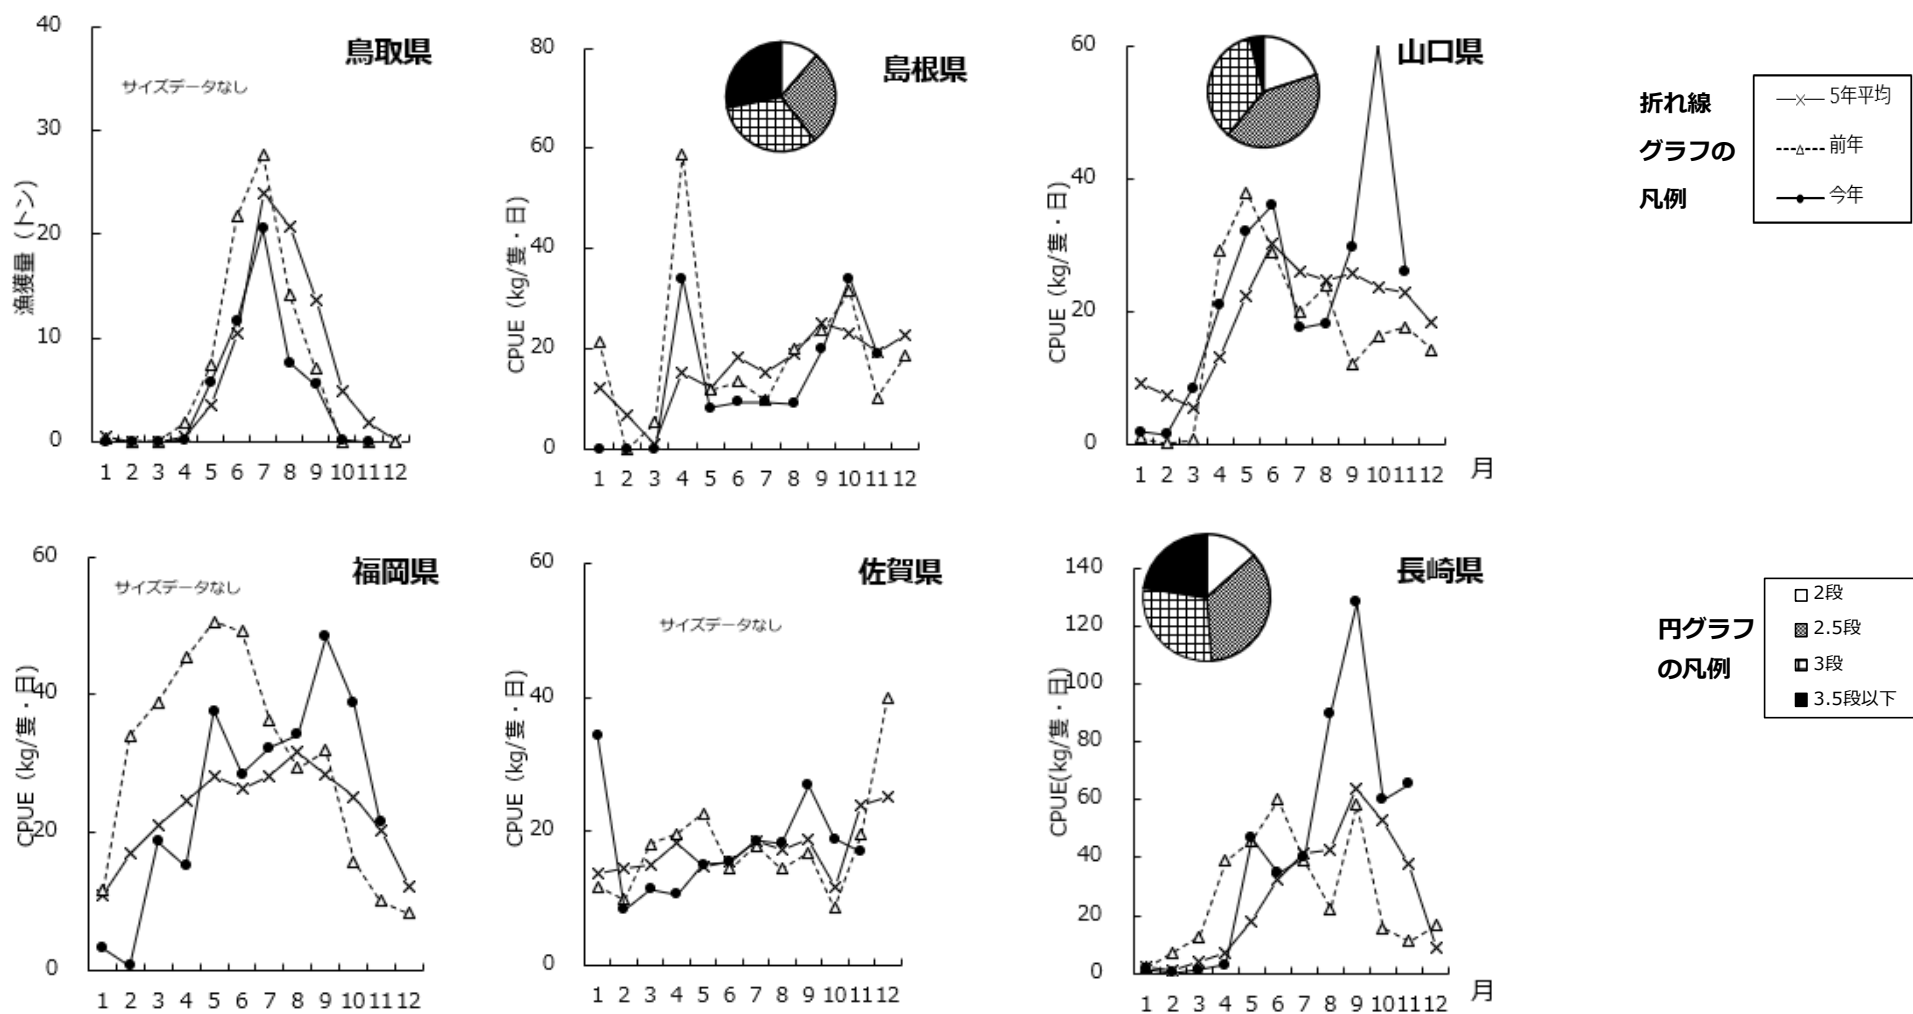 鳥取県
サイズデータなし
漁獲量（トン）
40
30
20
10
0
1 2 3 4 5 6 7 8 9 10 11 12
島根県
CPUE（kg/隻・日）
80
60
40
20
0
1 2 3 4 5 6 7 8 9 10 11 12
山口県
CPUE（kg/隻・日）
60
40
20
0
1 2 3 4 5 6 7 8 9 10 11 12
月
折れ線
グラフの
凡例
5年平均
前年
今年
福岡県
サイズデータなし
CPUE（kg/隻・日）
60
40
20
0
1 2 3 4 5 6 7 8 9 10 11 12
佐賀県
サイズデータなし
CPUE（kg/隻・日）
60
40
20
0
1 2 3 4 5 6 7 8 9 10 11 12
長崎県
CPUE(kg/隻・日)
140
120
100
80
60
40
20
0
1 2 3 4 5 6 7 8 9 10 11 12
月
円グラフ
の凡例
2段
2.5段
3段
3.5段以下